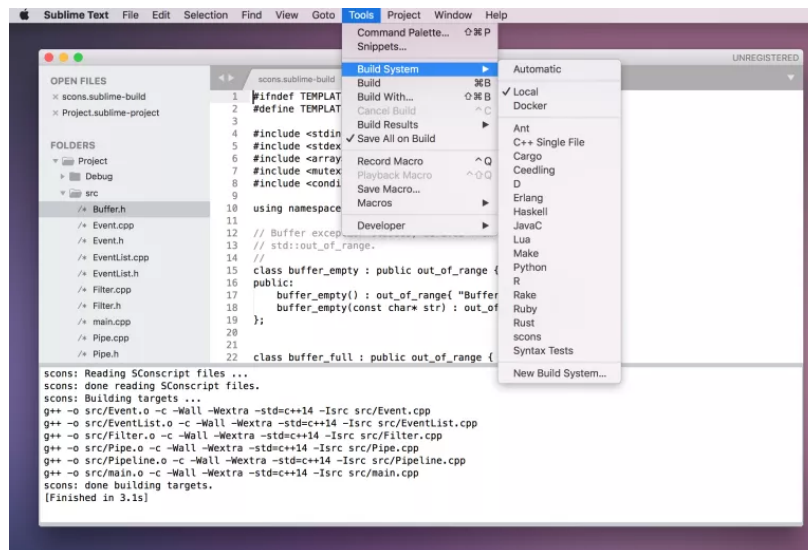 Sublime Text File Edit Selection Find View Goto Tools Project Window Help
UNREGISTERED
OPEN FILES
× scons.sublime-build
× Project.sublime-project
FOLDERS
Project
Debug
src
/* Buffer.h
/* Event.cpp
/* Event.h
/* EventList.cpp
/* EventList.h
/* Filter.cpp
/* Filter.h
/* main.cpp
/* Pipe.cpp
/* Pipe.h
scons.sublime-build
1 #ifndef TEMPLAT
2 #define TEMPLAT
3
4 #include <stdin
5 #include <stdex
6 #include <array
7 #include <mutex
8 #include <condi
9
10 using namespace
11
12 // Buffer excep
13 // std::out_of_range.
14 //
15 class buffer_empty : public out_of_range {
16 public:
17 buffer_empty() : out_of_range{ "Buffer
18 buffer_empty(const char* str) : out_of
19 };
20
21
22 class buffer_full : public out_of_range {
Command Palette... ⇧⌘P
Snippets...
Build System ▶
Build ⌘B
Build With... ⇧⌘B
Cancel Build ^C
Build Results ▶
✓ Save All on Build
Record Macro ^Q
Playback Macro ^⇧Q
Save Macro...
Macros ▶
Developer ▶
Automatic
✓ Local
Docker
Ant
C++ Single File
Cargo
Ceedling
D
Erlang
Haskell
JavaC
Lua
Make
Python
R
Rake
Ruby
Rust
scons
Syntax Tests
New Build System...
scons: Reading SConscript files ...
scons: done reading SConscript files.
scons: Building targets ...
g++ -o src/Event.o -c -Wall -Wextra -std=c++14 -Isrc src/Event.cpp
g++ -o src/EventList.o -c -Wall -Wextra -std=c++14 -Isrc src/EventList.cpp
g++ -o src/Filter.o -c -Wall -Wextra -std=c++14 -Isrc src/Filter.cpp
g++ -o src/Pipe.o -c -Wall -Wextra -std=c++14 -Isrc src/Pipe.cpp
g++ -o src/Pipeline.o -c -Wall -Wextra -std=c++14 -Isrc src/Pipeline.cpp
g++ -o src/main.o -c -Wall -Wextra -std=c++14 -Isrc src/main.cpp
scons: done building targets.
[Finished in 3.1s]